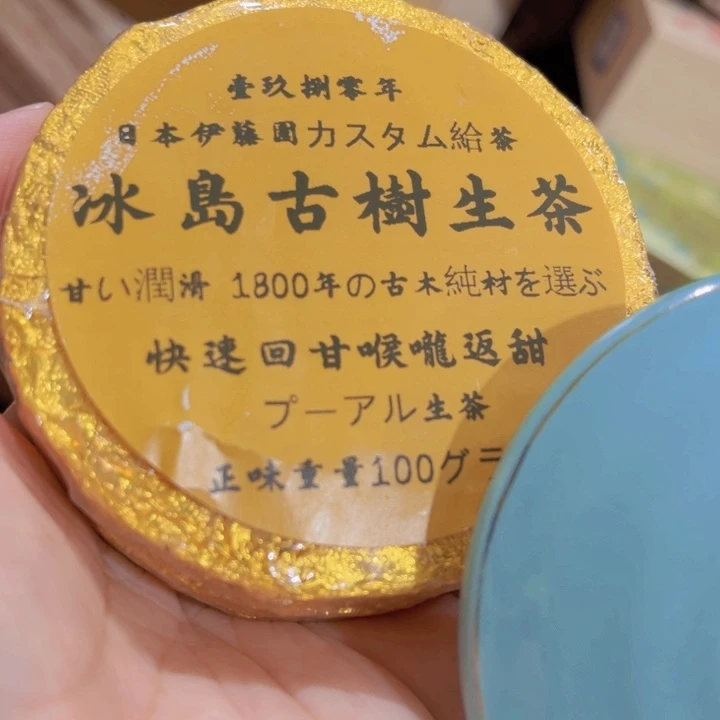 壹玖捌零年
日本伊藤園カスタム給茶
冰島古樹生茶
甘い潤滑 1800年の古木純材を選ぶ
快速回甘喉嚨返甜
プーアル生茶
正味重量100グラ